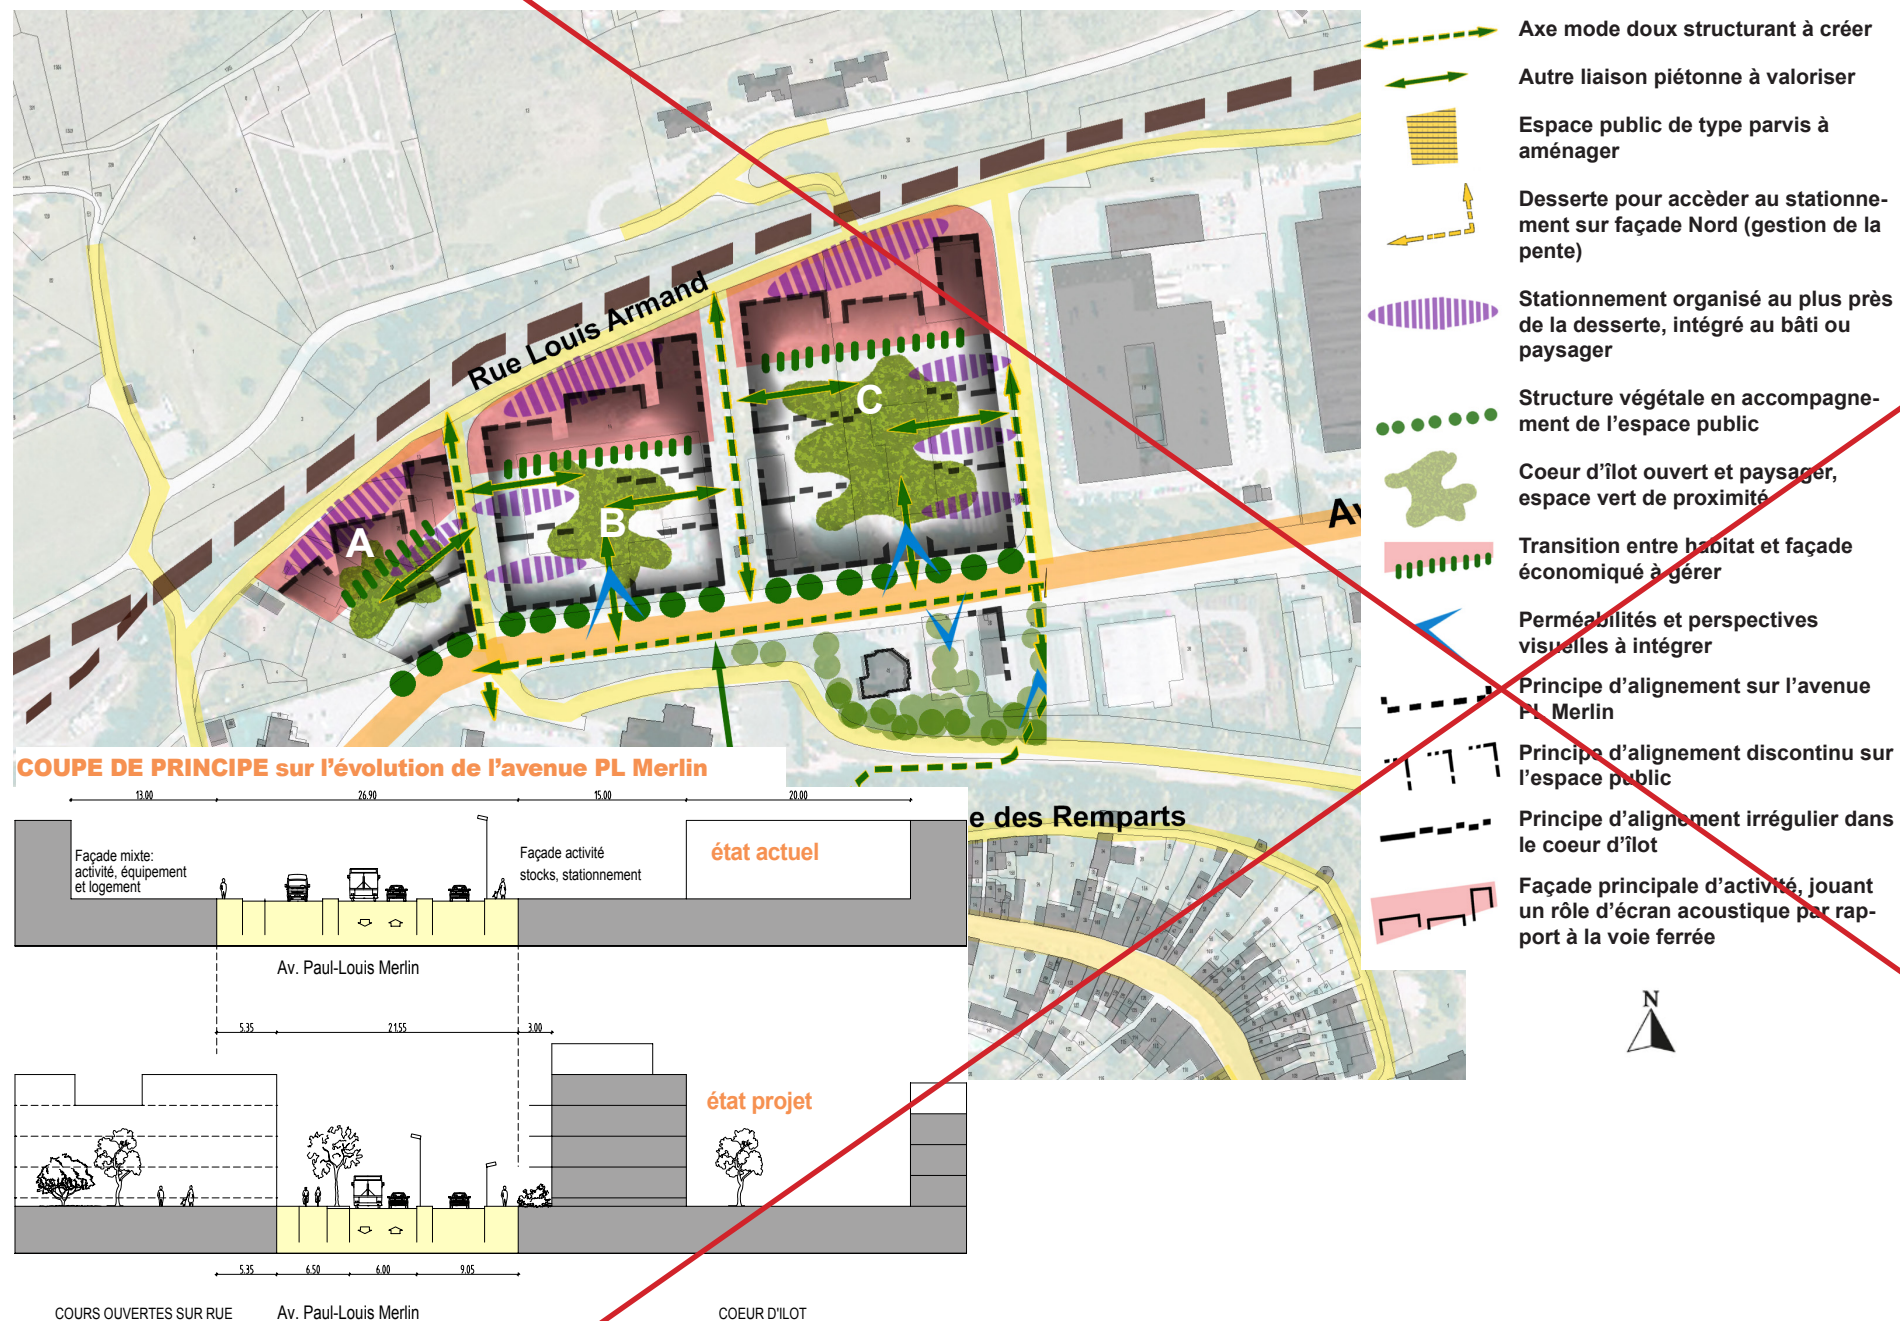 Axe mode doux structurant à créer
Autre liaison piétonne à valoriser
Espace public de type parvis à
aménager
Desserte pour accèder au stationne-
ment sur façade Nord (gestion de la
pente)
Stationnement organisé au plus près
de la desserte, intégré au bâti ou
paysager
Structure végétale en accompagne-
ment de l'espace public
Coeur d'îlot ouvert et paysager,
espace vert de proximité
Transition entre habitat et façade
économiqué à gérer
Perméabilités et perspectives
visuelles à intégrer
Principe d'alignement sur l'avenue
PL Merlin
Principe d'alignement discontinu sur
l'espace public
Principe d'alignement irrégulier dans
le coeur d'îlot
Façade principale d'activité, jouant
un rôle d'écran acoustique par rap-
port à la voie ferrée
N
Rue Louis Armand
A
B
C
Av
e des Remparts
COUPE DE PRINCIPE sur l'évolution de l'avenue PL Merlin
13.00 26.90 15.00 20.00
Façade mixte:
activité, équipement
et logement
Façade activité
stocks, stationnement
état actuel
Av. Paul-Louis Merlin
5.35 21.55 3.00
état projet
5.35 6.50 6.00 9.05
COURS OUVERTES SUR RUE Av. Paul-Louis Merlin COEUR D'ILOT